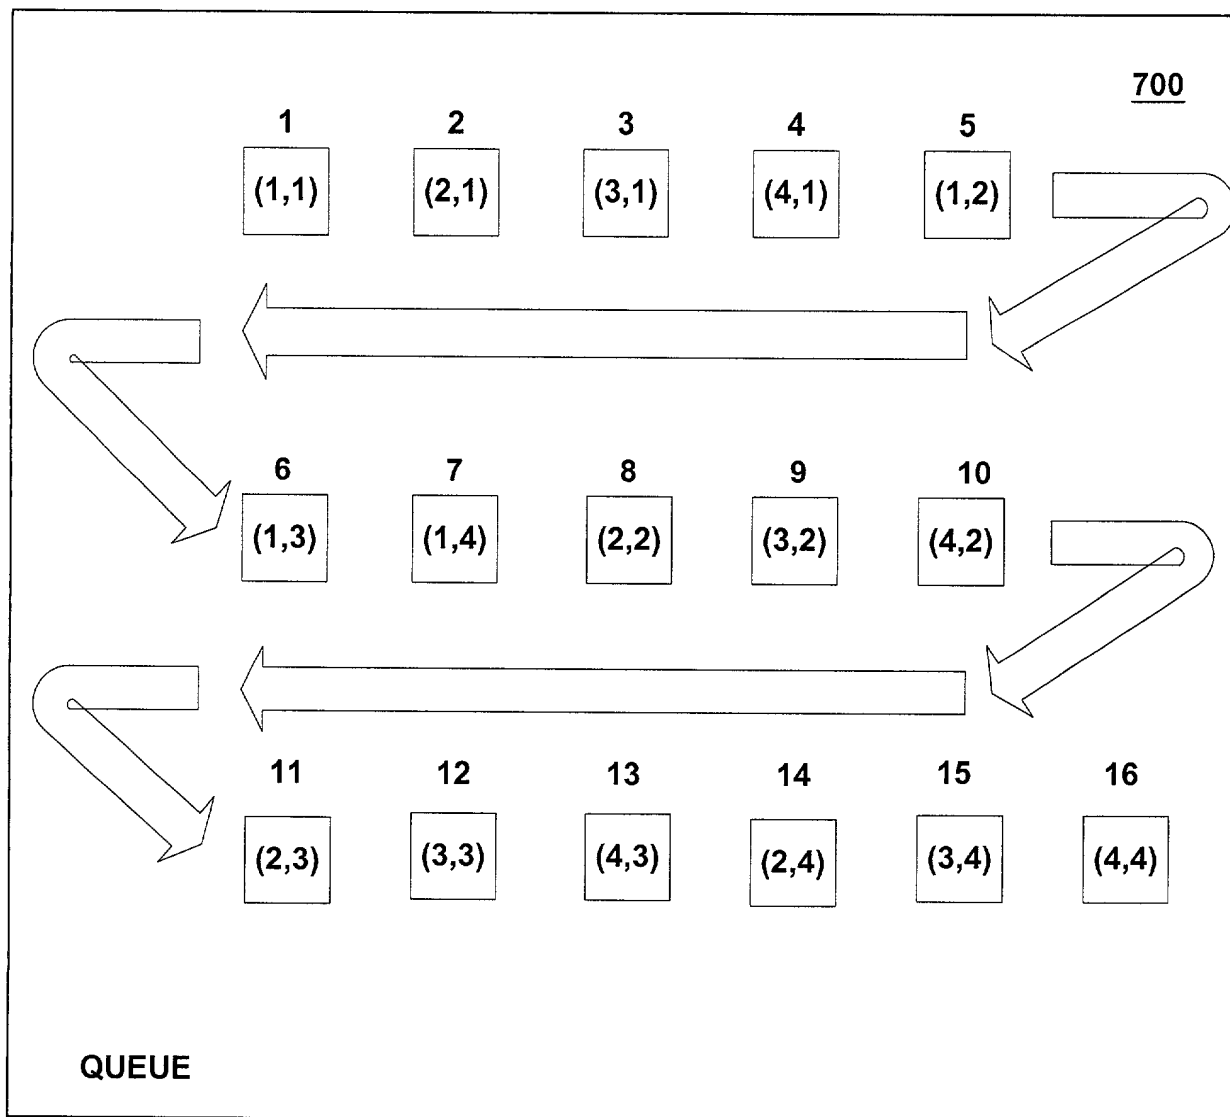 700
1 2 3 4 5
(1,1) (2,1) (3,1) (4,1) (1,2)
6 7 8 9 10
(1,3) (1,4) (2,2) (3,2) (4,2)
11 12 13 14 15 16
(2,3) (3,3) (4,3) (2,4) (3,4) (4,4)
QUEUE